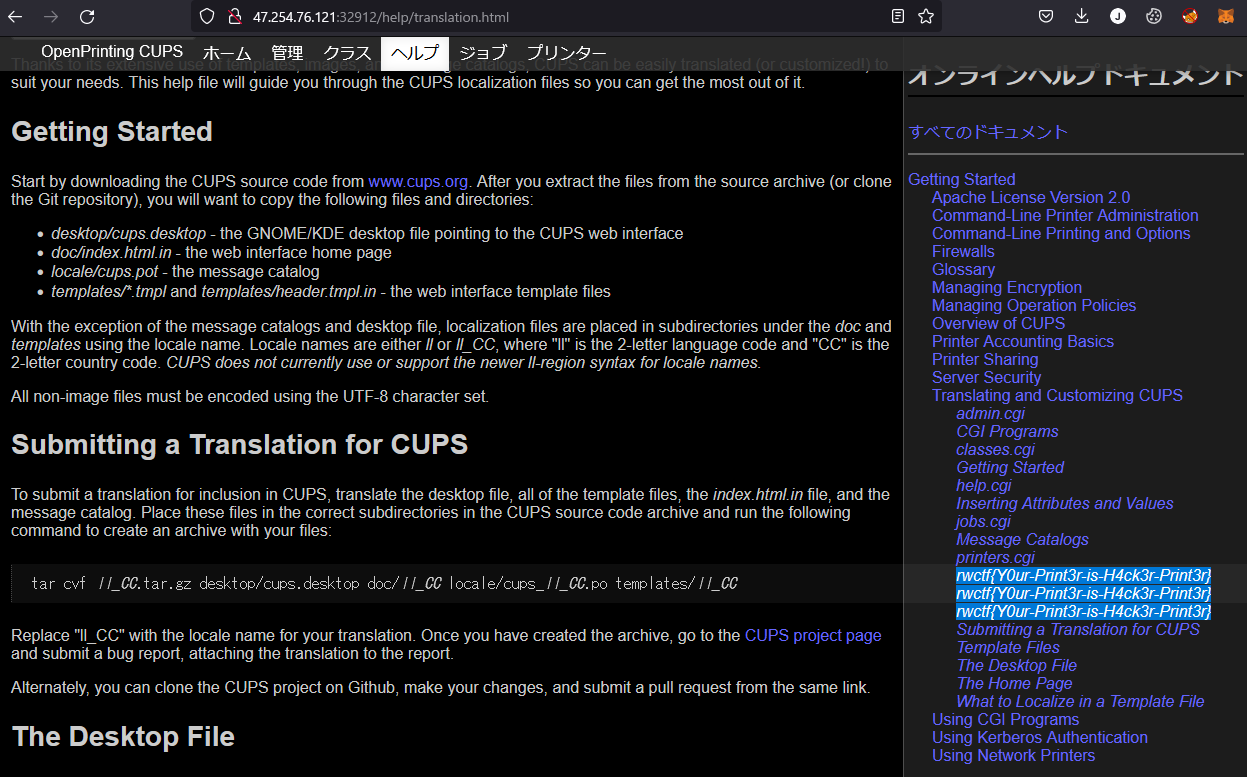 47.254.76.121:32912/help/translation.html
OpenPrinting CUPS ホーム 管理 クラス ヘルプ ジョブ プリンター
Thanks to its extensive use of templates, images, and message catalogs, CUPS can be easily translated (or customized!) to
suit your needs. This help file will guide you through the CUPS localization files so you can get the most out of it.
Getting Started
Start by downloading the CUPS source code from www.cups.org. After you extract the files from the source archive (or clone
the Git repository), you will want to copy the following files and directories:
• desktop/cups.desktop - the GNOME/KDE desktop file pointing to the CUPS web interface
• doc/index.html.in - the web interface home page
• locale/cups.pot - the message catalog
• templates/*.tmpl and templates/header.tmpl.in - the web interface template files
With the exception of the message catalogs and desktop file, localization files are placed in subdirectories under the doc and
templates using the locale name. Locale names are either ll or ll_CC, where "ll" is the 2-letter language code and "CC" is the
2-letter country code. CUPS does not currently use or support the newer ll-region syntax for locale names.
All non-image files must be encoded using the UTF-8 character set.
Submitting a Translation for CUPS
To submit a translation for inclusion in CUPS, translate the desktop file, all of the template files, the index.html.in file, and the
message catalog. Place these files in the correct subdirectories in the CUPS source code archive and run the following
command to create an archive with your files:
tar cvf ll_CC.tar.gz desktop/cups.desktop doc/ll_CC locale/cups_ll_CC.po templates/ll_CC
Replace "ll_CC" with the locale name for your translation. Once you have created the archive, go to the CUPS project page
and submit a bug report, attaching the translation to the report.
Alternately, you can clone the CUPS project on Github, make your changes, and submit a pull request from the same link.
The Desktop File
オンラインヘルプドキュメント
すべてのドキュメント
Getting Started
Apache License Version 2.0
Command-Line Printer Administration
Command-Line Printing and Options
Firewalls
Glossary
Managing Encryption
Managing Operation Policies
Overview of CUPS
Printer Accounting Basics
Printer Sharing
Server Security
Translating and Customizing CUPS
admin.cgi
CGI Programs
classes.cgi
Getting Started
help.cgi
Inserting Attributes and Values
jobs.cgi
Message Catalogs
printers.cgi
rwctf{Y0ur-Print3r-is-H4ck3r-Print3r}
rwctf{Y0ur-Print3r-is-H4ck3r-Print3r}
rwctf{Y0ur-Print3r-is-H4ck3r-Print3r}
Submitting a Translation for CUPS
Template Files
The Desktop File
The Home Page
What to Localize in a Template File
Using CGI Programs
Using Kerberos Authentication
Using Network Printers